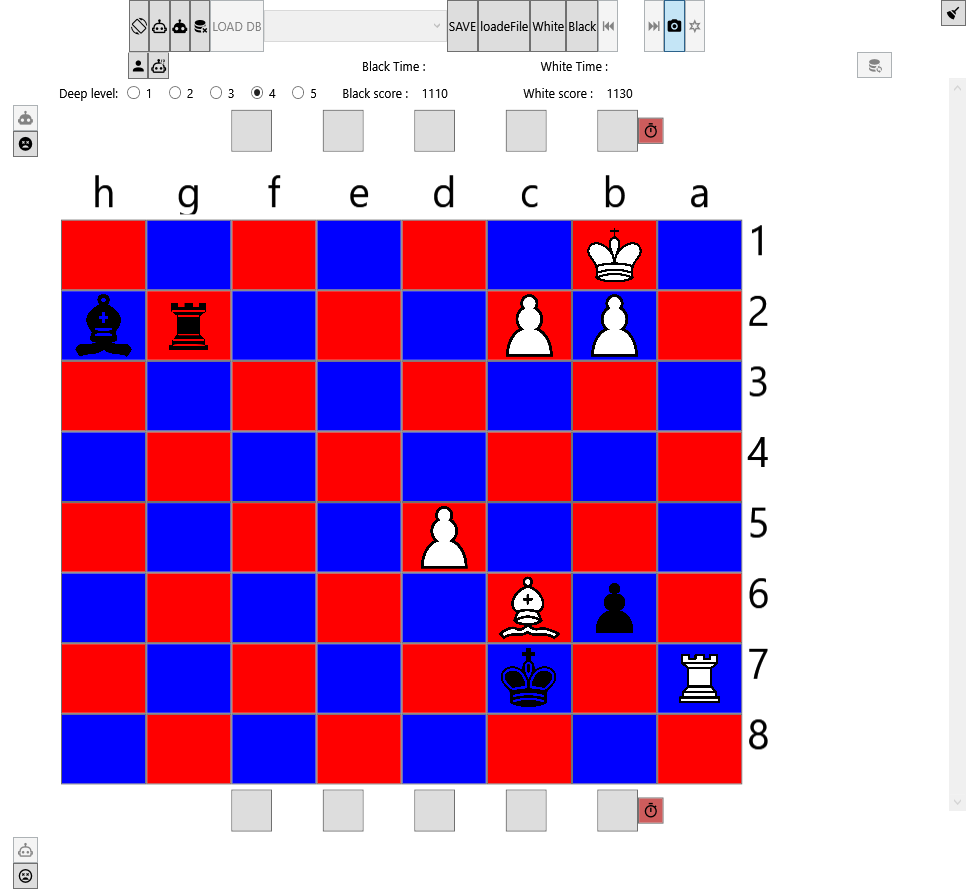 LOAD DB SAVE loadeFile White Black
Black Time : White Time :
Deep level: 1 2 3 4 5 Black score : 1110 White score : 1130
h g f e d c b a
1
2
3
4
5
6
7
8